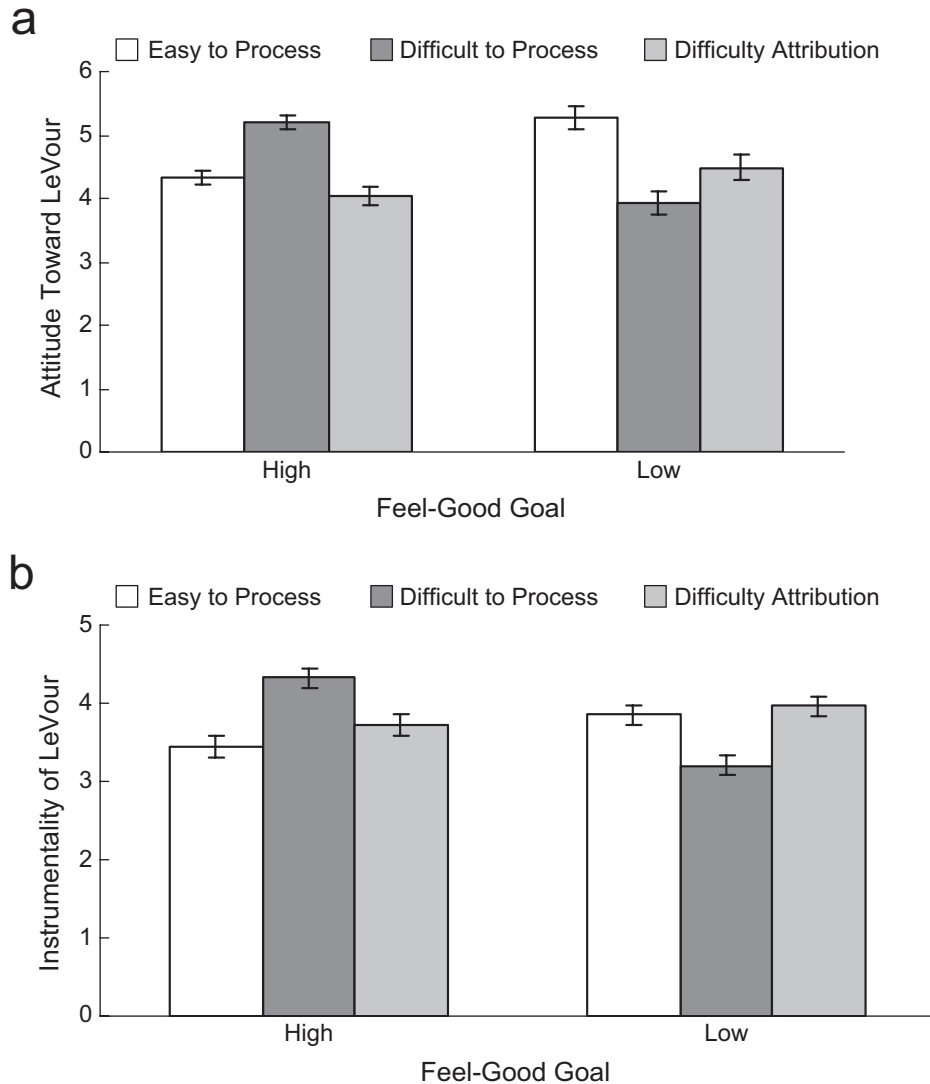 a
Easy to Process Difficult to Process Difficulty Attribution
6
5
4
3
2
1
0
Attitude Toward LeVour
High Low
Feel-Good Goal
b
Easy to Process Difficult to Process Difficulty Attribution
5
4
3
2
1
0
Instrumentality of LeVour
High Low
Feel-Good Goal